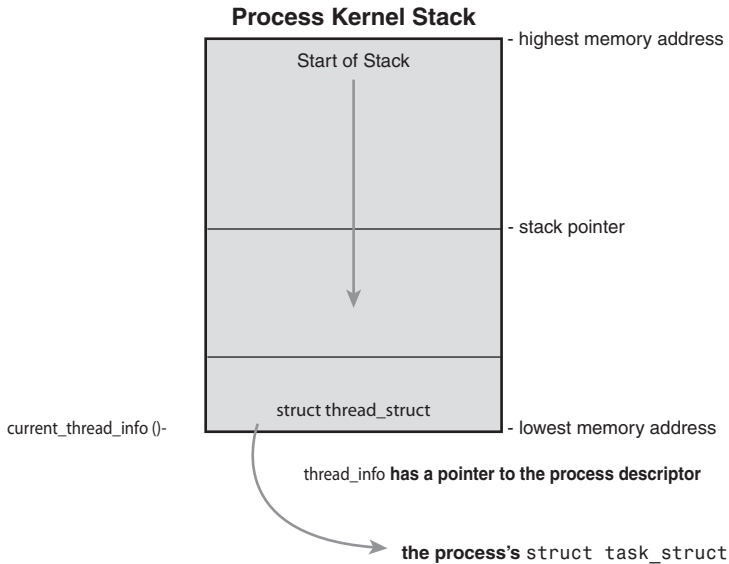 Process Kernel Stack
- highest memory address
Start of Stack
- stack pointer
struct thread_struct
current_thread_info ()-
- lowest memory address
thread_info has a pointer to the process descriptor
the process's struct task_struct